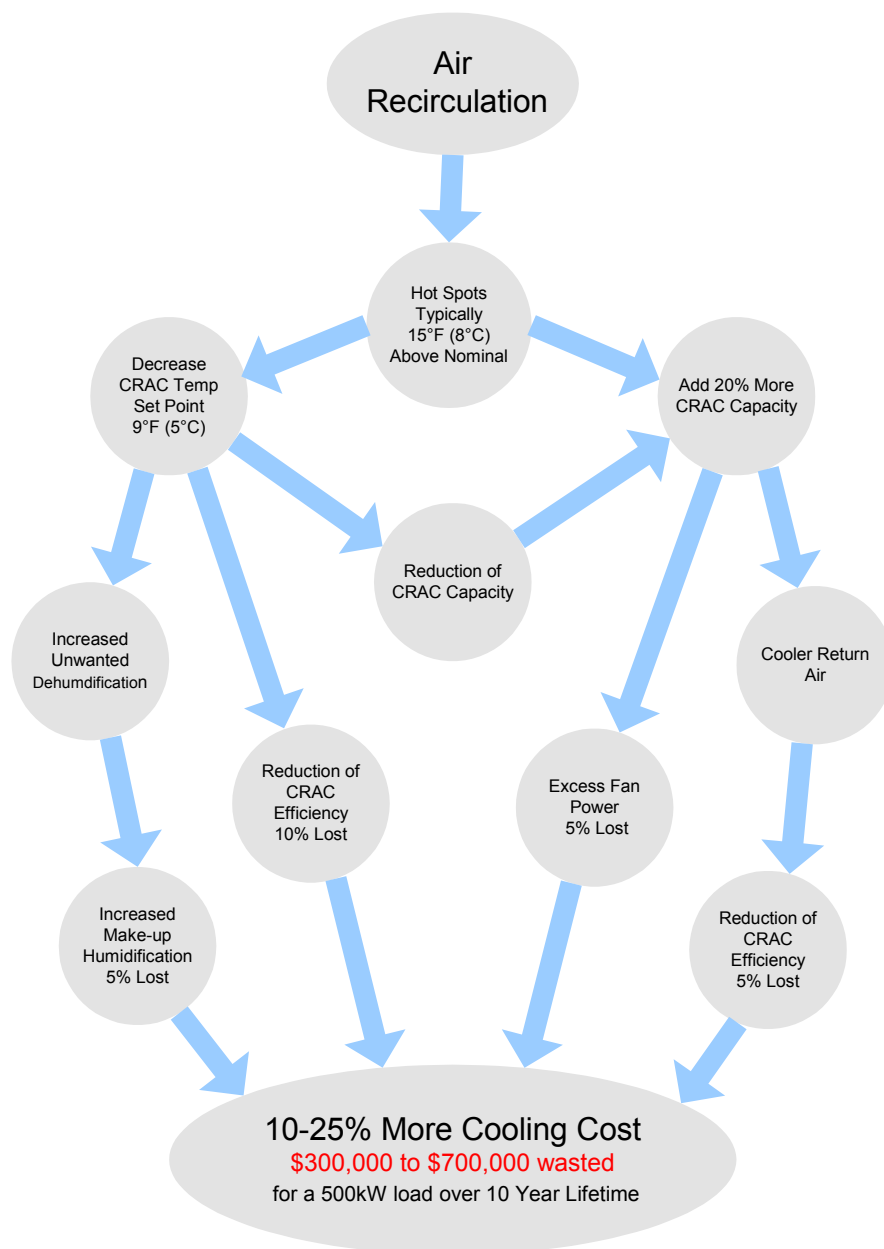 Air
Recirculation
Hot Spots
Typically
15°F (8°C)
Above Nominal
Decrease
CRAC Temp
Set Point
9°F (5°C)
Add 20% More
CRAC Capacity
Reduction of
CRAC Capacity
Increased
Unwanted
Dehumdification
Cooler Return
Air
Reduction of
CRAC
Efficiency
10% Lost
Excess Fan
Power
5% Lost
Increased
Make-up
Humidification
5% Lost
Reduction of
CRAC
Efficiency
5% Lost
10-25% More Cooling Cost
$300,000 to $700,000 wasted
for a 500kW load over 10 Year Lifetime